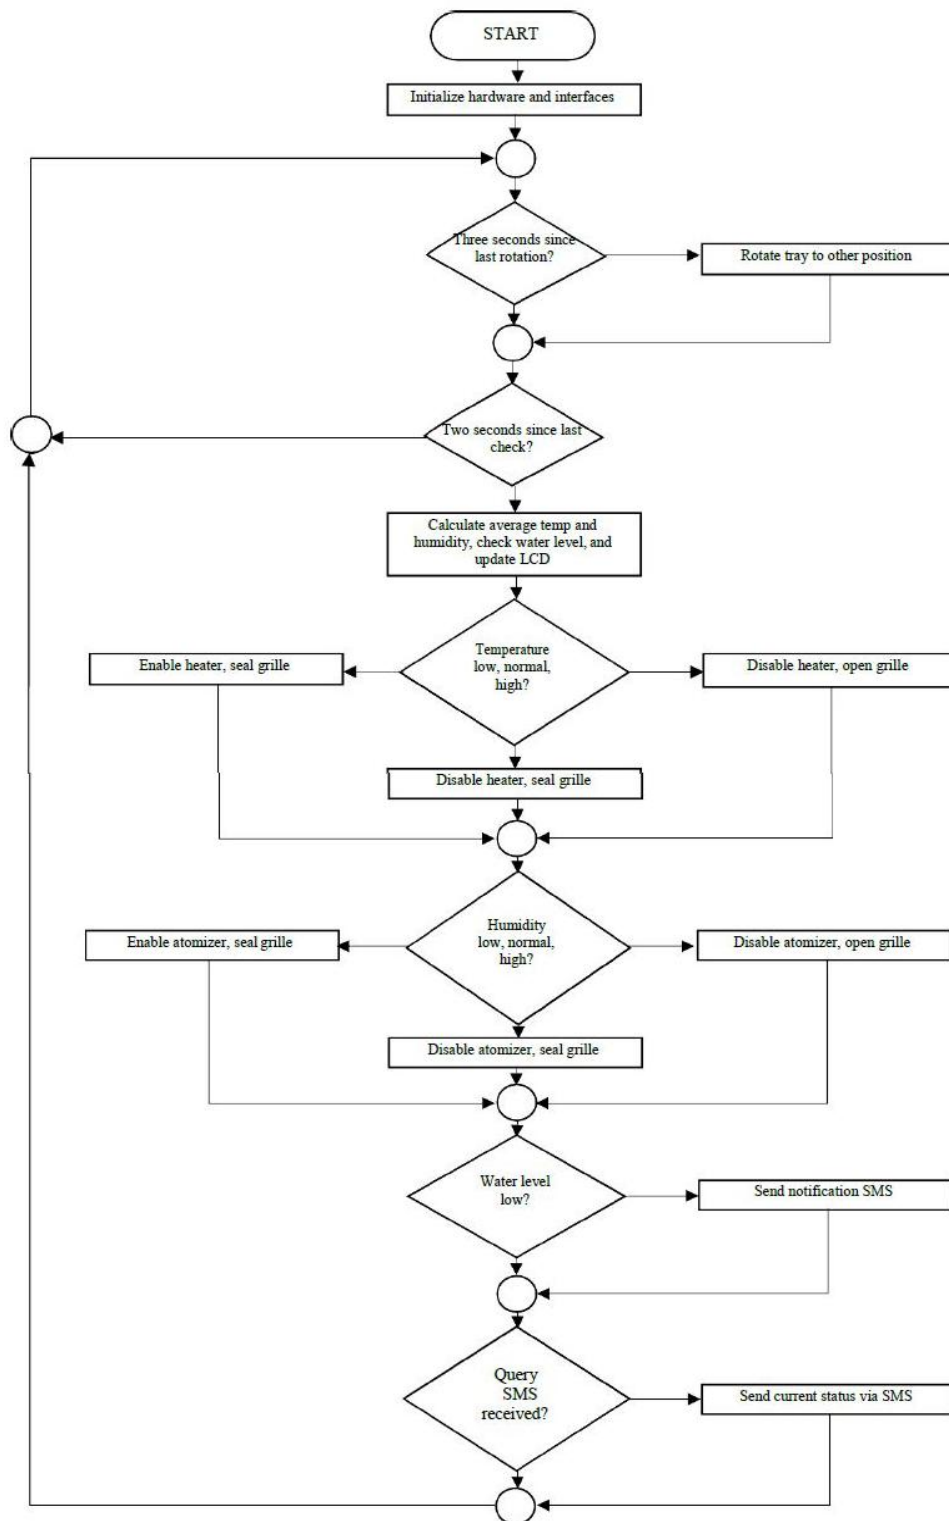 START
Initialize hardware and interfaces
Three seconds since
last rotation?
Rotate tray to other position
Two seconds since last
check?
Calculate average temp and
humidity, check water level, and
update LCD
Enable heater, seal grille
Temperature
low, normal,
high?
Disable heater, open grille
Disable heater, seal grille
Enable atomizer, seal grille
Humidity
low, normal,
high?
Disable atomizer, open grille
Disable atomizer, seal grille
Water level
low?
Send notification SMS
Query
SMS
received?
Send current status via SMS